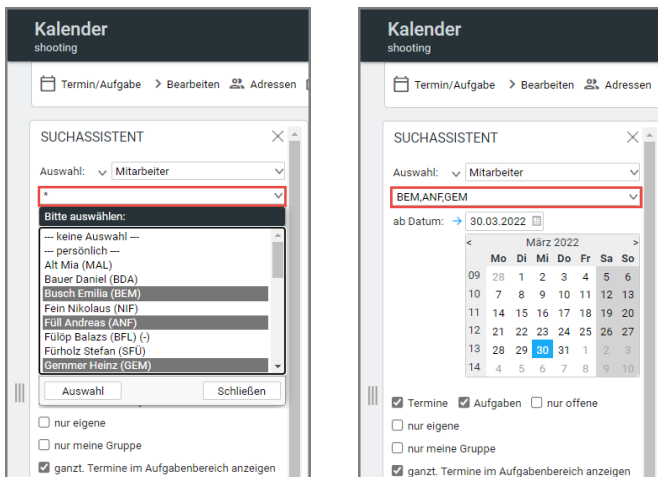 Kalender
shooting
Termin/Aufgabe > Bearbeiten Adressen
SUCHASSISTENT
Auswahl: Mitarbeiter
*
Bitte auswählen:
--- keine Auswahl ---
--- persönlich ---
Alt Mia (MAL)
Bauer Daniel (BDA)
Busch Emilia (BEM)
Fein Nikolaus (NIF)
Füll Andreas (ANF)
Fülöp Balazs (BFL) (-)
Fürholz Stefan (SFÜ)
Gemmer Heinz (GEM)
Auswahl Schließen
nur eigene
nur meine Gruppe
ganzt. Termine im Aufgabenbereich anzeigen
Kalender
shooting
Termin/Aufgabe > Bearbeiten Adressen
SUCHASSISTENT
Auswahl: Mitarbeiter
BEM,ANF,GEM
ab Datum: → 30.03.2022
< März 2022 >
Mo Di Mi Do Fr Sa So
09 28 1 2 3 4 5 6
10 7 8 9 10 11 12 13
11 14 15 16 17 18 19 20
12 21 22 23 24 25 26 27
13 28 29 30 31 1 2 3
14 4 5 6 7 8 9 10
Termine Aufgaben nur offene
nur eigene
nur meine Gruppe
ganzt. Termine im Aufgabenbereich anzeigen